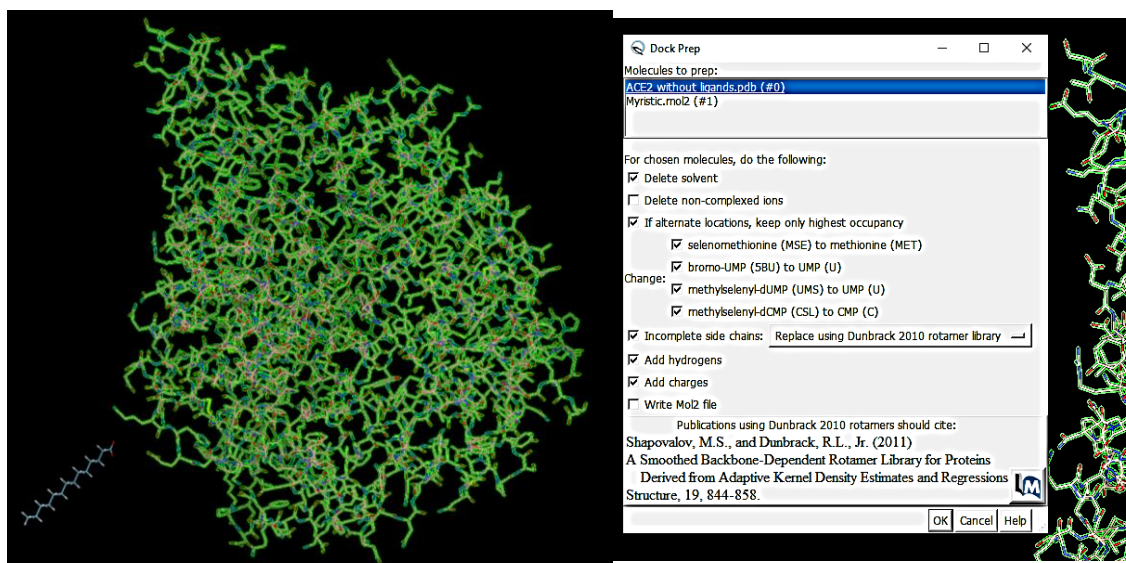 Dock Prep
Molecules to prep:
ACE2 without ligands.pdb (#0)
Myristic.mol2 (#1)
For chosen molecules, do the following:
Delete solvent
Delete non-complexed ions
If alternate locations, keep only highest occupancy
selenomethionine (MSE) to methionine (MET)
bromo-UMP (5BU) to UMP (U)
Change:
methylselenyl-dUMP (UMS) to UMP (U)
methylselenyl-dCMP (CSL) to CMP (C)
Incomplete side chains: Replace using Dunbrack 2010 rotamer library
Add hydrogens
Add charges
Write Mol2 file
Publications using Dunbrack 2010 rotamers should cite:
Shapovalov, M.S., and Dunbrack, R.L., Jr. (2011)
A Smoothed Backbone-Dependent Rotamer Library for Proteins
Derived from Adaptive Kernel Density Estimates and Regressions
Structure, 19, 844-858.
OK Cancel Help